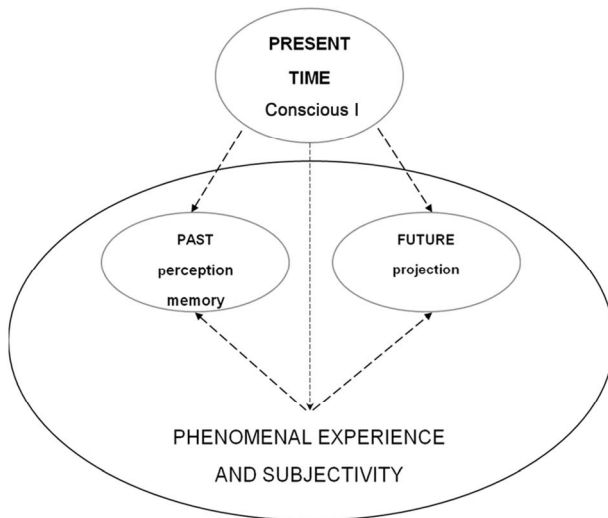 PRESENT
TIME
Conscious I
PAST
perception
memory
FUTURE
projection
PHENOMENAL EXPERIENCE
AND SUBJECTIVITY